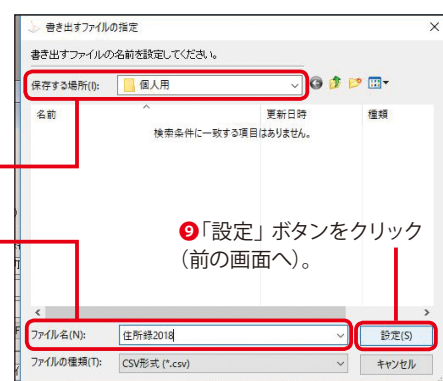 書き出すファイルの指定
書き出すファイルの名前を設定してください。
保存する場所(I): 個人用
名前 更新日時 種類
検索条件に一致する項目はありません。
❾「設定」ボタンをクリック
(前の画面へ)。
ファイル名(N): 住所録2018 設定(S)
ファイルの種類(T): CSV形式 (*.csv) キャンセル